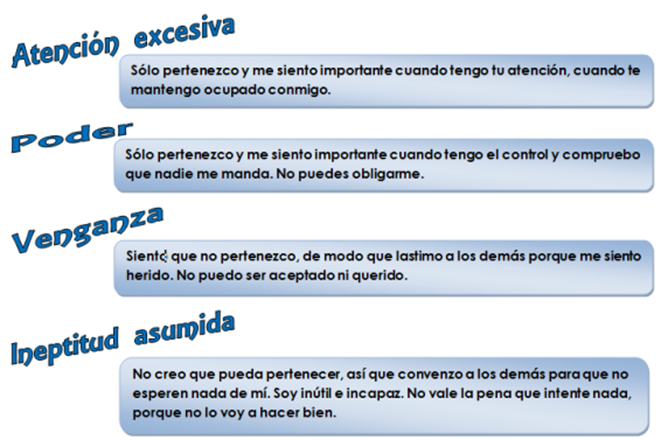 Atención excesiva
Sólo pertenezco y me siento importante cuando tengo tu atención, cuando te
mantengo ocupado conmigo.
Poder
Sólo pertenezco y me siento importante cuando tengo el control y compruebo
que nadie me manda. No puedes obligarme.
Venganza
Siento que no pertenezco, de modo que lastimo a los demás porque me siento
herido. No puedo ser aceptado ni querido.
Ineptitud asumida
No creo que pueda pertenecer, así que convenzo a los demás para que no
esperen nada de mí. Soy inútil e incapaz. No vale la pena que intente nada,
porque no lo voy a hacer bien.